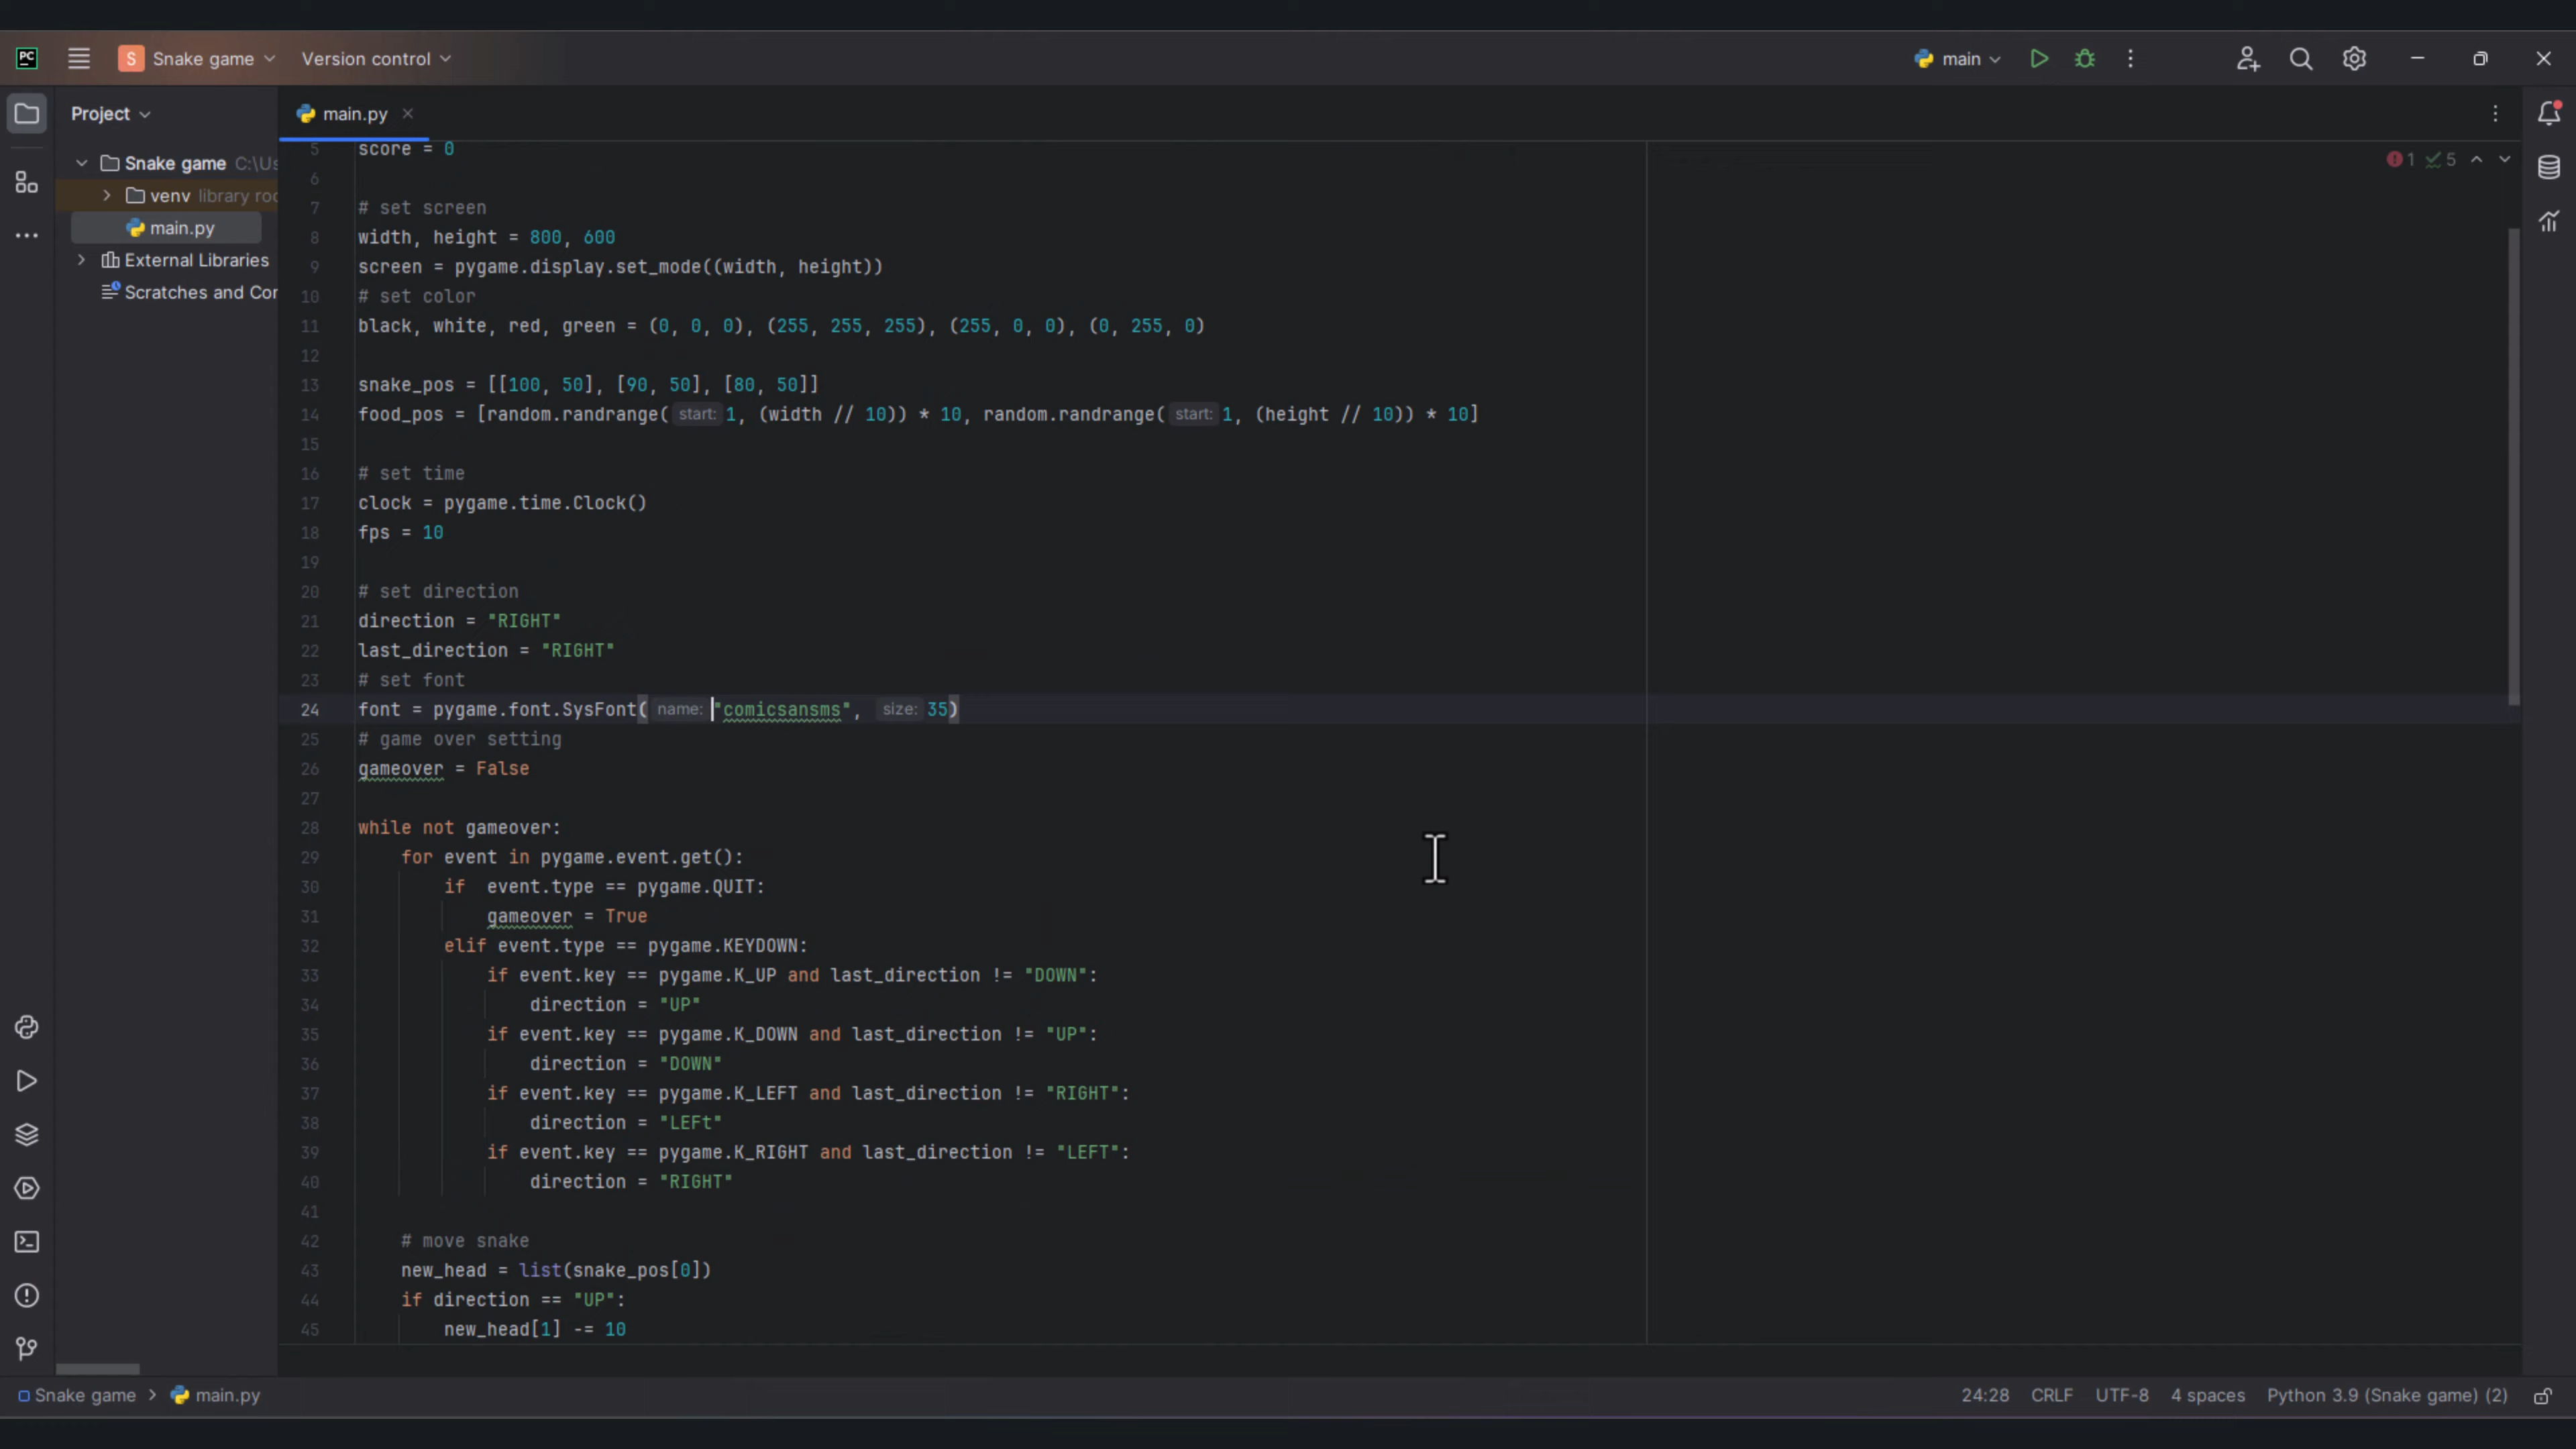 PC
S Snake game
Version control
main
Project
main.py
Snake game C:\Us
venv library roo
main.py
External Libraries
Scratches and Con
1 5
5 score = 0
6
7 # set screen
8 width, height = 800, 600
9 screen = pygame.display.set_mode((width, height))
10 # set color
11 black, white, red, green = (0, 0, 0), (255, 255, 255), (255, 0, 0), (0, 255, 0)
12
13 snake_pos = [[100, 50], [90, 50], [80, 50]]
14 food_pos = [random.randrange( start: 1, (width // 10)) * 10, random.randrange( start: 1, (height // 10)) * 10]
15
16 # set time
17 clock = pygame.time.Clock()
18 fps = 10
19
20 # set direction
21 direction = "RIGHT"
22 last_direction = "RIGHT"
23 # set font
24 font = pygame.font.SysFont( name: "comicsansms", size: 35)
25 # game over setting
26 gameover = False
27
28 while not gameover:
29     for event in pygame.event.get():
30         if  event.type == pygame.QUIT:
31             gameover = True
32         elif event.type == pygame.KEYDOWN:
33             if event.key == pygame.K_UP and last_direction != "DOWN":
34                 direction = "UP"
35             if event.key == pygame.K_DOWN and last_direction != "UP":
36                 direction = "DOWN"
37             if event.key == pygame.K_LEFT and last_direction != "RIGHT":
38                 direction = "LEFt"
39             if event.key == pygame.K_RIGHT and last_direction != "LEFT":
40                 direction = "RIGHT"
41
42     # move snake
43     new_head = list(snake_pos[0])
44     if direction == "UP":
45         new_head[1] -= 10
Snake game > main.py
24:28 CRLF UTF-8 4 spaces Python 3.9 (Snake game) (2)